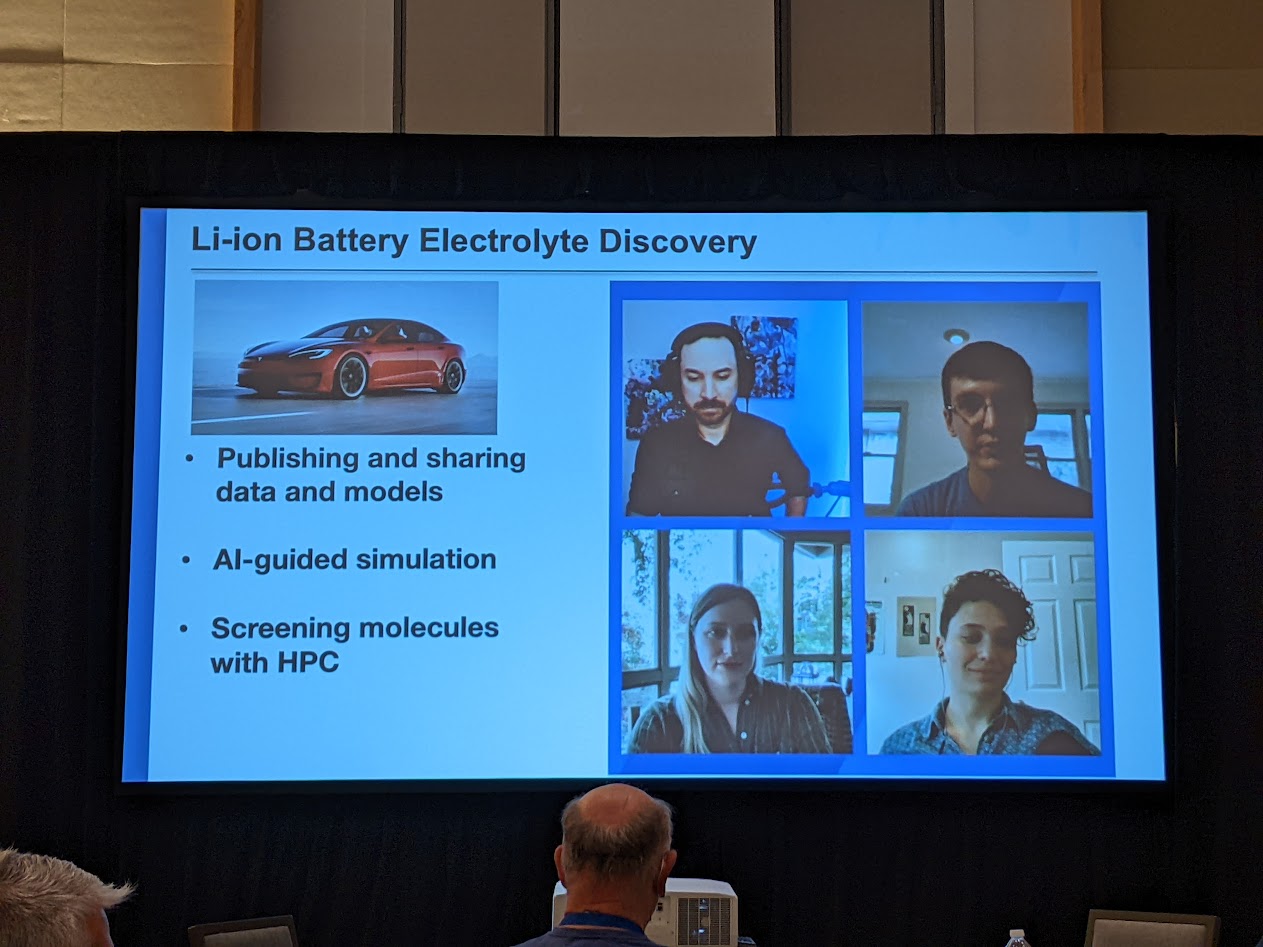 Li-ion Battery Electrolyte Discovery
• Publishing and sharing
data and models
• AI-guided simulation
• Screening molecules
with HPC